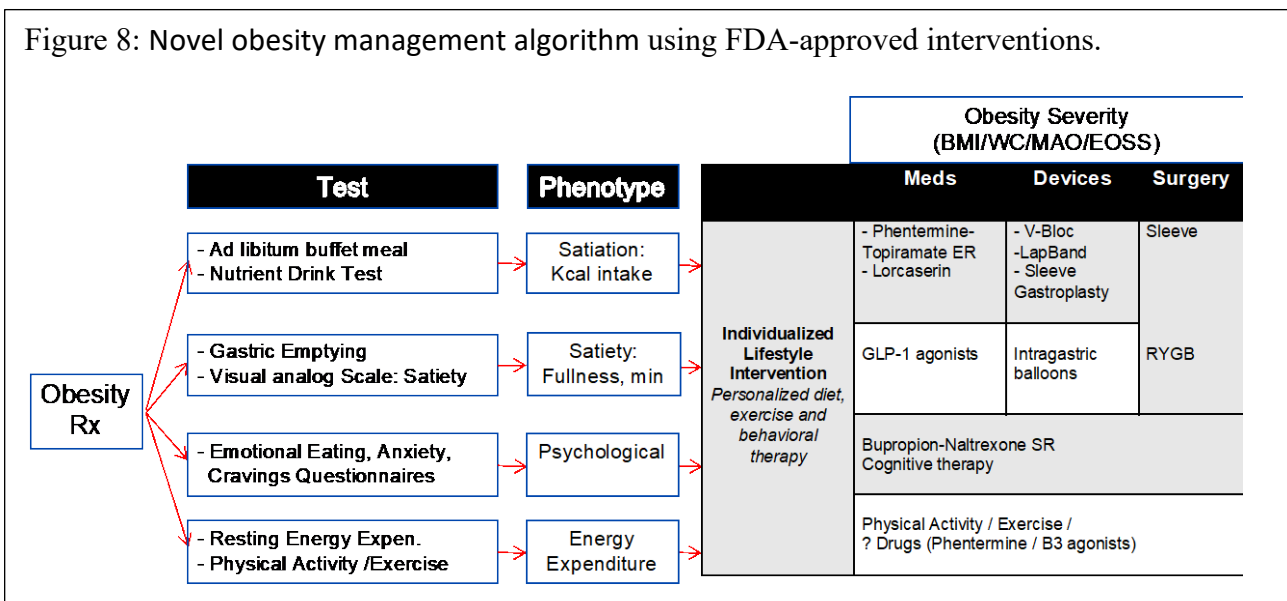 Figure 8: Novel obesity management algorithm using FDA-approved interventions.
Obesity Severity
(BMI/WC/MAO/EOSS)
Test
Phenotype
Meds
Devices
Surgery
- Ad libitum buffet meal
- Nutrient Drink Test
Satiation:
Kcal intake
- Phentermine-
Topiramate ER
- Lorcaserin
- V-Bloc
-LapBand
- Sleeve
Gastroplasty
Sleeve
Obesity
Rx
- Gastric Emptying
- Visual analog Scale: Satiety
Satiety:
Fullness, min
Individualized
Lifestyle
Intervention
Personalized diet,
exercise and
behavioral
therapy
GLP-1 agonists
Intragastric
balloons
RYGB
- Emotional Eating, Anxiety,
Cravings Questionnaires
Psychological
Bupropion-Naltrexone SR
Cognitive therapy
- Resting Energy Expen.
- Physical Activity /Exercise
Energy
Expenditure
Physical Activity / Exercise /
? Drugs (Phentermine / B3 agonists)